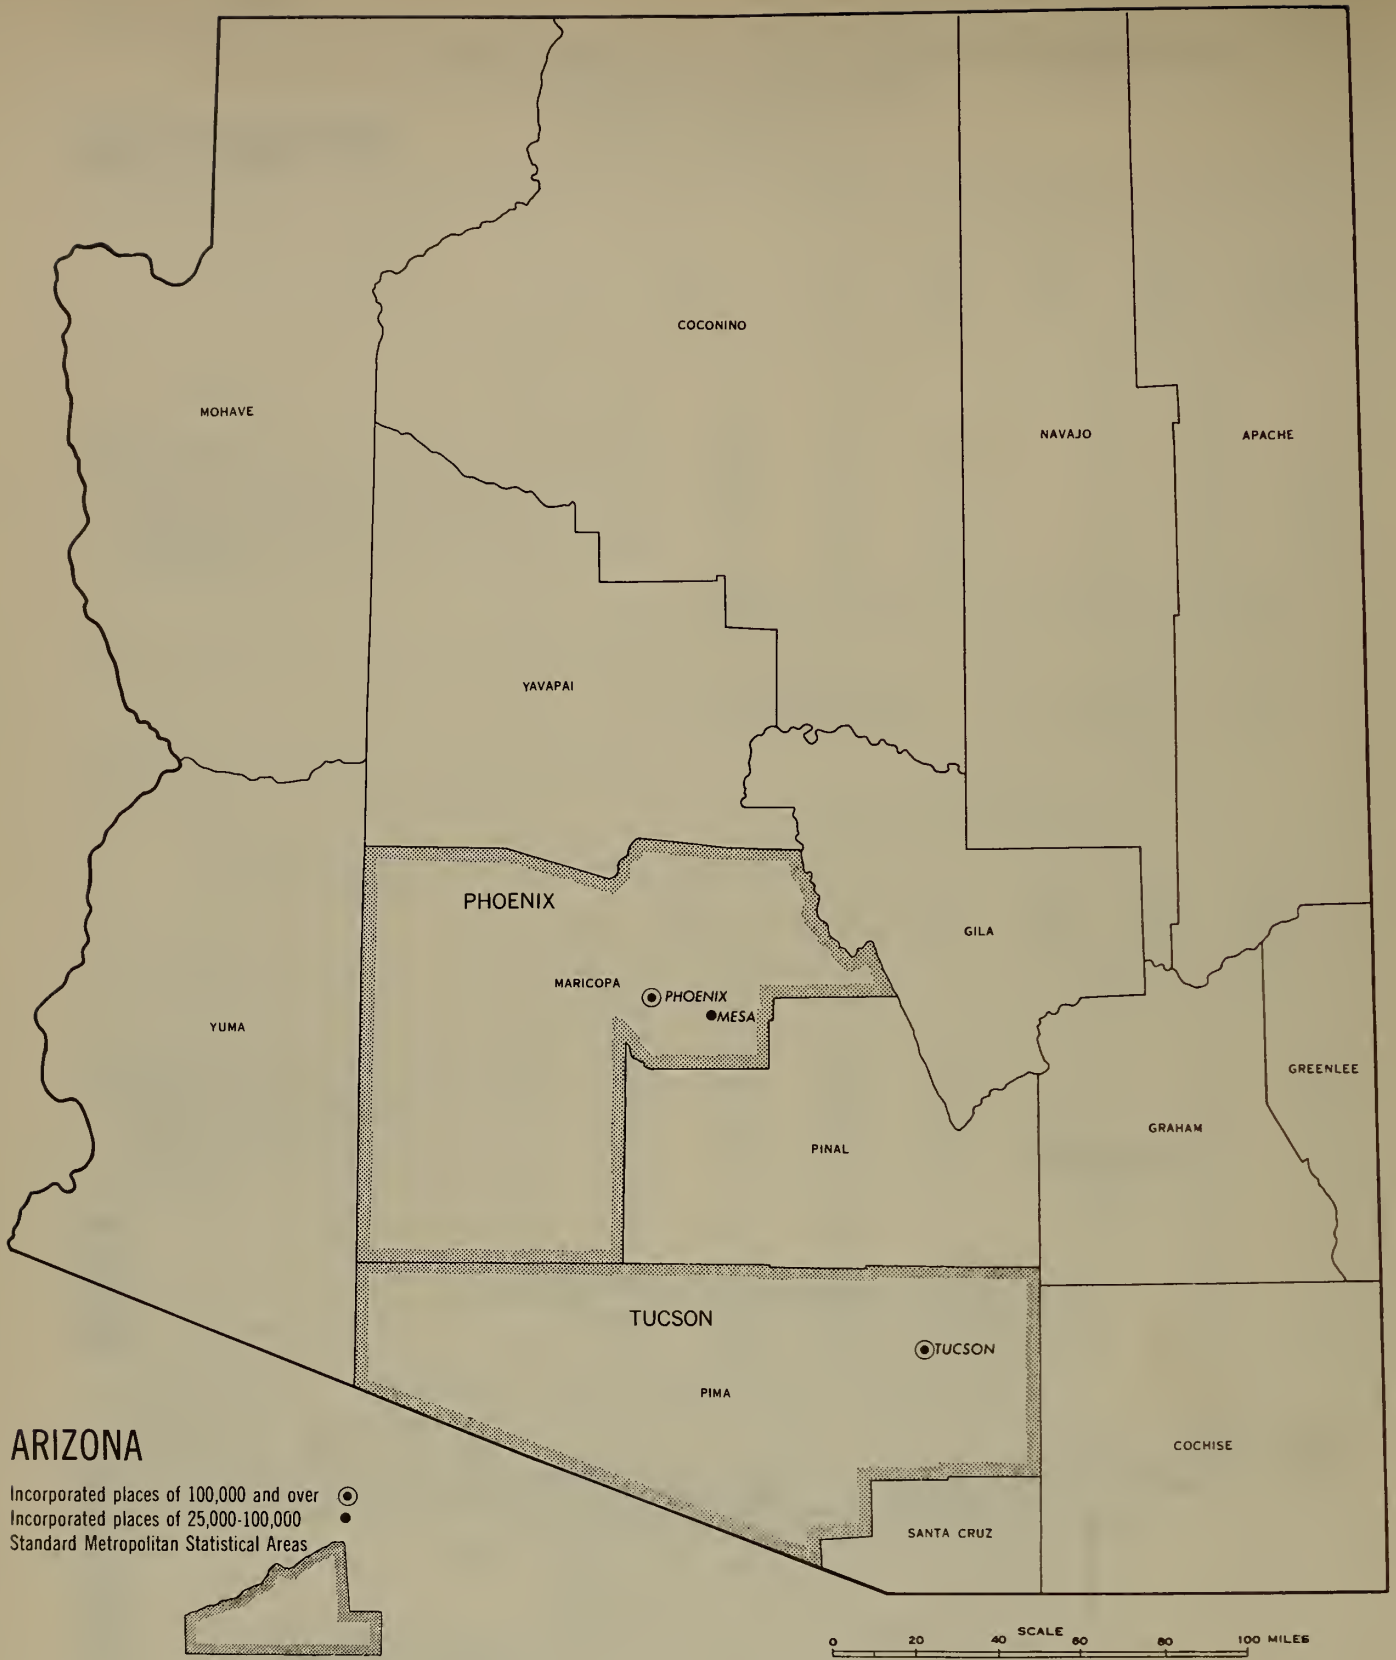 COCONINO
MOHAVE
NAVAJO
APACHE
YAVAPAI
PHOENIX
GILA
MARICOPA
PHOENIX
MESA
YUMA
GREENLEE
GRAHAM
PINAL
TUCSON
TUCSON
PIMA
COCHISE
SANTA CRUZ
ARIZONA
Incorporated places of 100,000 and over
Incorporated places of 25,000-100,000
Standard Metropolitan Statistical Areas
SCALE
0 20 40 60 80 100 MILES